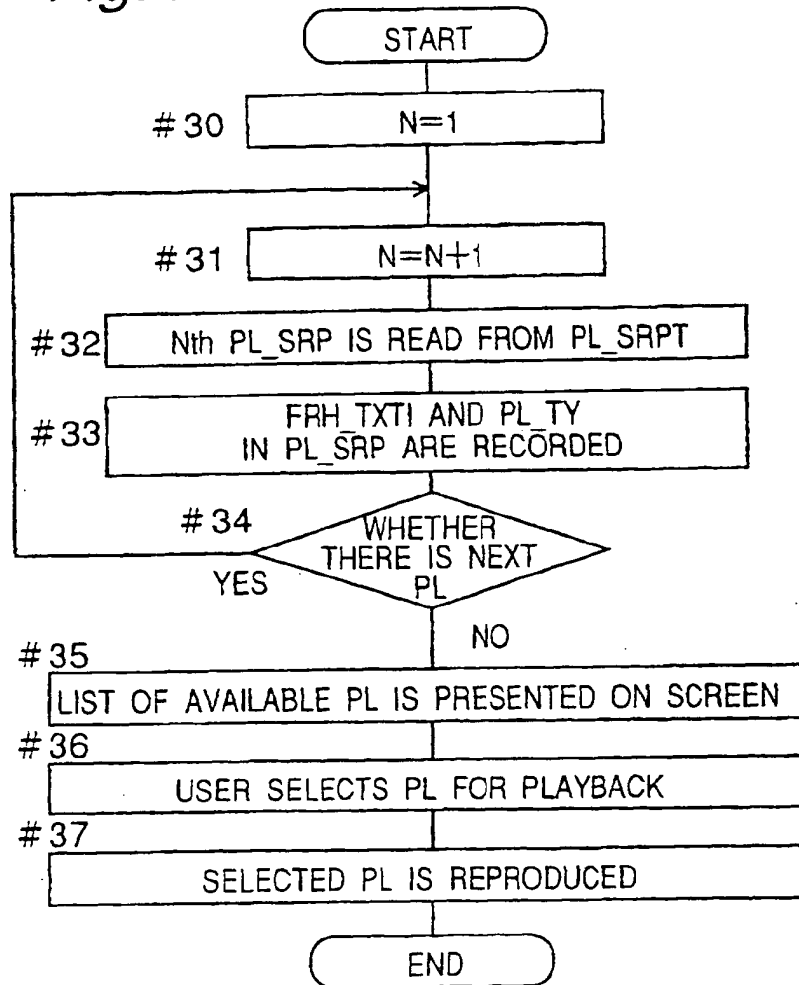 START
#30
N=1
#31
N=N+1
#32
Nth PL_SRP IS READ FROM PL_SRPT
#33
FRH_TXTI AND PL_TY
IN PL_SRP ARE RECORDED
#34
WHETHER
THERE IS NEXT
PL
YES
NO
#35
LIST OF AVAILABLE PL IS PRESENTED ON SCREEN
#36
USER SELECTS PL FOR PLAYBACK
#37
SELECTED PL IS REPRODUCED
END